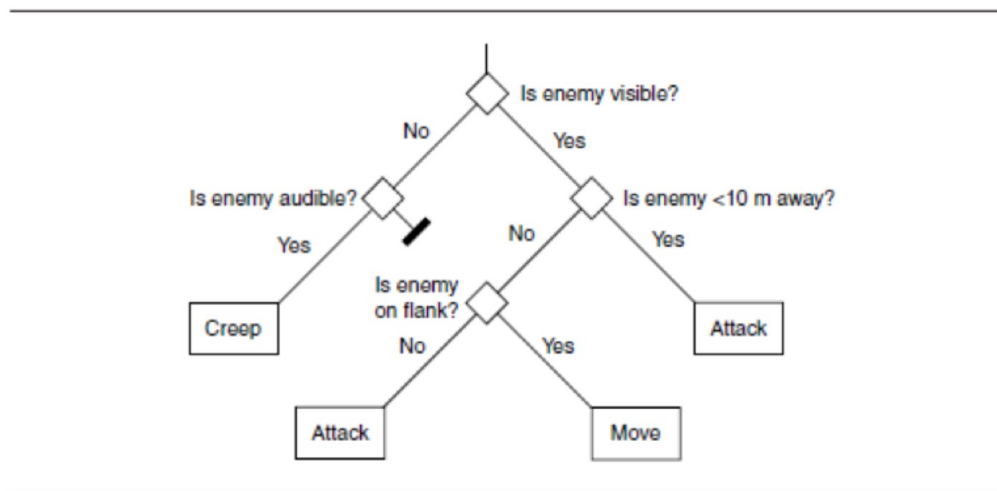 Is enemy visible?
No
Yes
Is enemy audible?
Is enemy <10 m away?
Yes
No
Yes
Is enemy
on flank?
Creep
Attack
No
Yes
Attack
Move